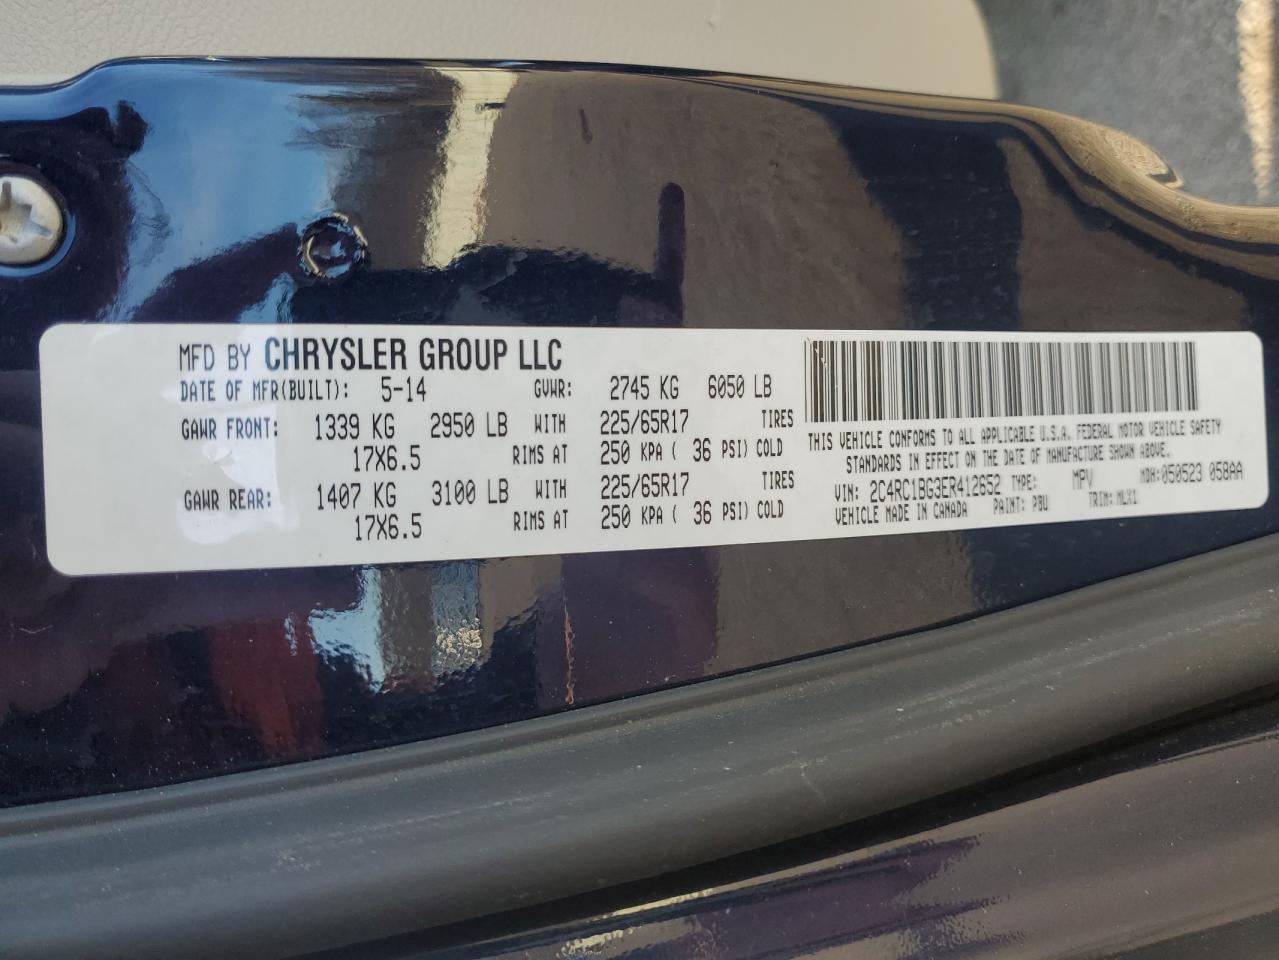 MFD BY CHRYSLER GROUP LLC
DATE OF MFR(BUILT): 5-14 GVWR: 2745 KG 6050 LB
GAWR FRONT: 1339 KG 2950 LB WITH 225/65R17 TIRES
17X6.5 RIMS AT 250 KPA ( 36 PSI) COLD
GAWR REAR: 1407 KG 3100 LB WITH 225/65R17 TIRES
17X6.5 RIMS AT 250 KPA ( 36 PSI) COLD
THIS VEHICLE CONFORMS TO ALL APPLICABLE U.S.A. FEDERAL MOTOR VEHICLE SAFETY
STANDARDS IN EFFECT ON THE DATE OF MANUFACTURE SHOWN ABOVE.
VIN: 2C4RC1BG3ER412652 TYPE: MPV MDH:050523 058AA
VEHICLE MADE IN CANADA PAINT: PBU TRIM: MLX1